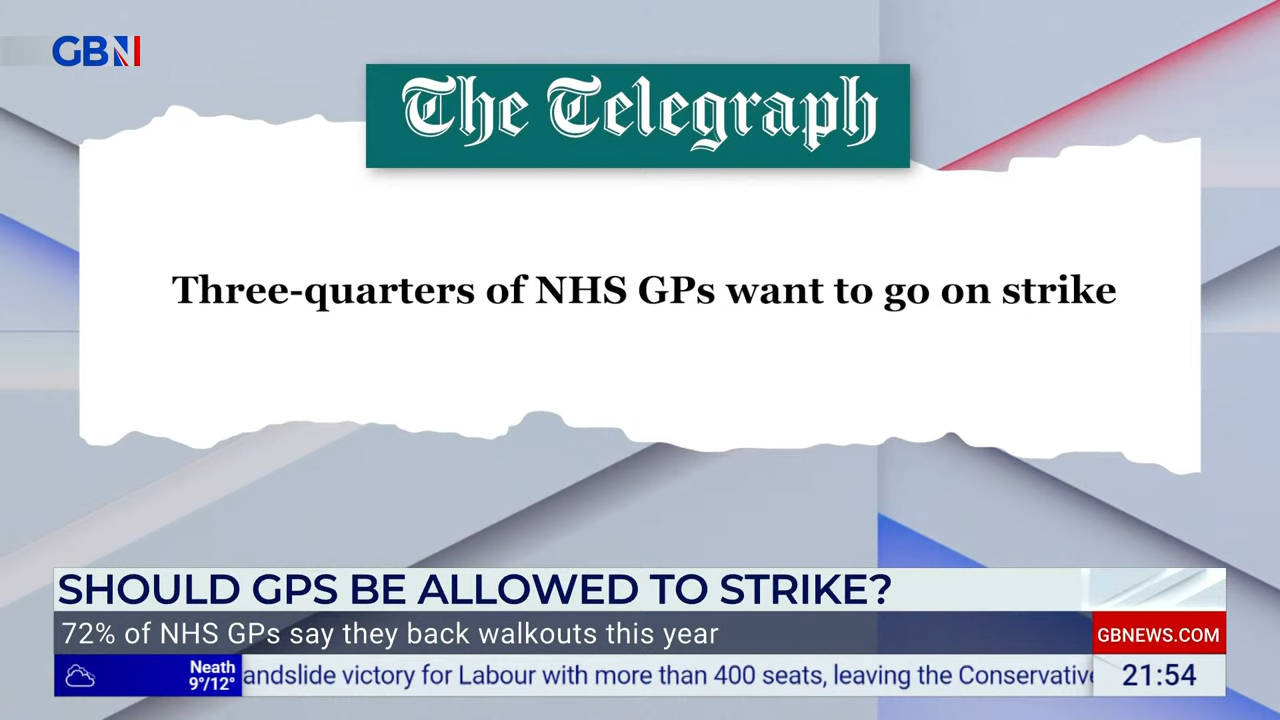 GBN
The Telegraph
Three-quarters of NHS GPs want to go on strike
SHOULD GPS BE ALLOWED TO STRIKE?
72% of NHS GPs say they back walkouts this year
GBNEWS.COM
Neath
9°/12°
andslide victory for Labour with more than 400 seats, leaving the Conservative
21:54